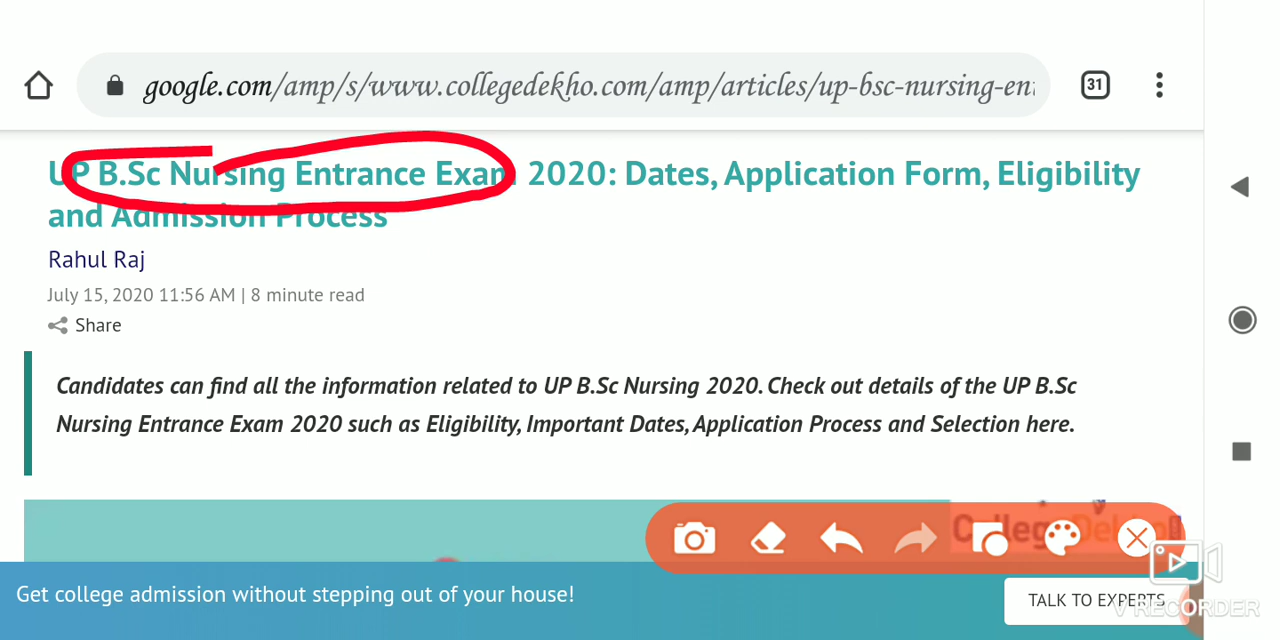 google.com/amp/s/www.collegedekho.com/amp/articles/up-bsc-nursing-ent
31
UP B.Sc Nursing Entrance Exam 2020: Dates, Application Form, Eligibility
and Admission Process
Rahul Raj
July 15, 2020 11:56 AM | 8 minute read
Share
Candidates can find all the information related to UP B.Sc Nursing 2020. Check out details of the UP B.Sc
Nursing Entrance Exam 2020 such as Eligibility, Important Dates, Application Process and Selection here.
CollegeDekho
Get college admission without stepping out of your house!
TALK TO EXPERTS
V RECORDER